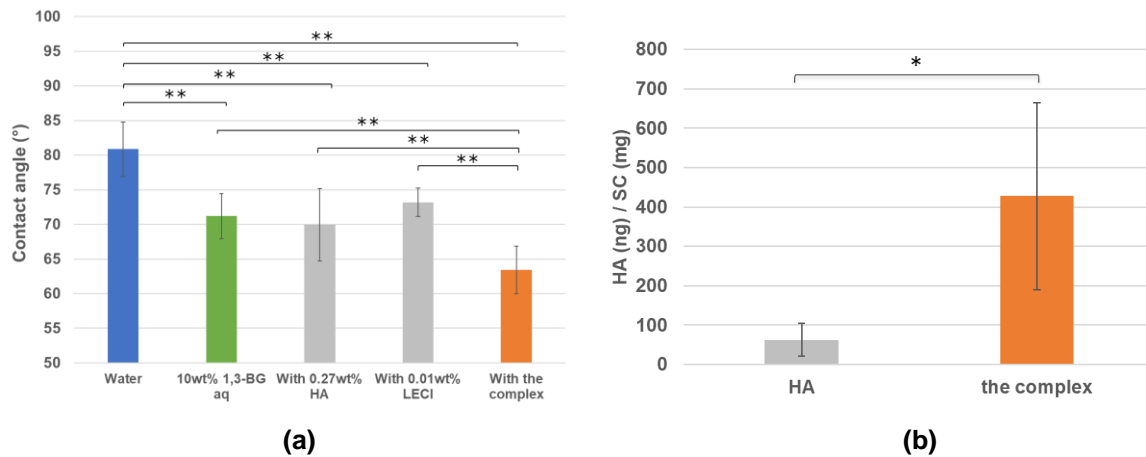 100
95
90
85
80
75
70
65
60
55
50
Contact angle (°)
**
**
**
**
**
**
**
Water
10wt% 1,3-BG
aq
With 0.27wt%
HA
With 0.01wt%
LECI
With the
complex
(a)
800
700
600
500
400
300
200
100
0
HA (ng) / SC (mg)
*
HA
the complex
(b)